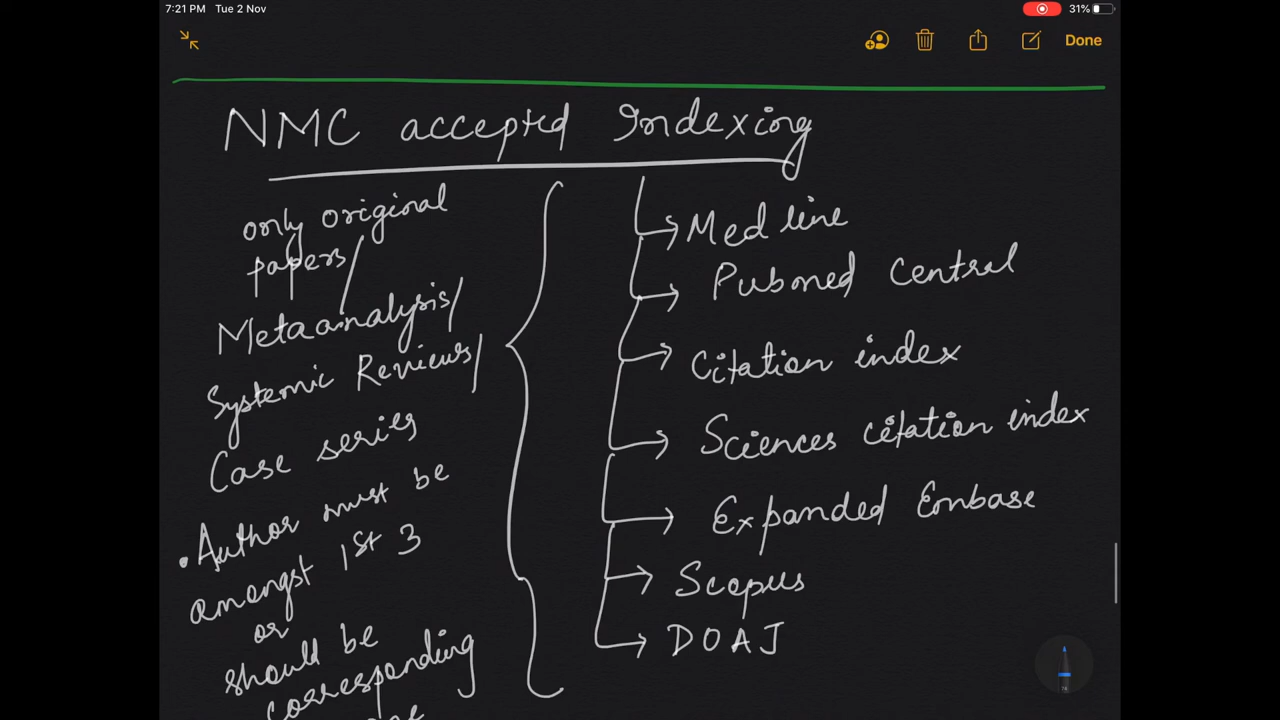 7:21 PM Tue 2 Nov
31%
Done
NMC accepted Indexing
only original
papers/
Metaanalysis/
Systemic Reviews/
Case series
• Author must be
amongst 1st 3
or
should be
corresponding
Med line
Pubmed Central
Citation index
Sciences citation index
Expanded Embase
Scopus
DOAJ